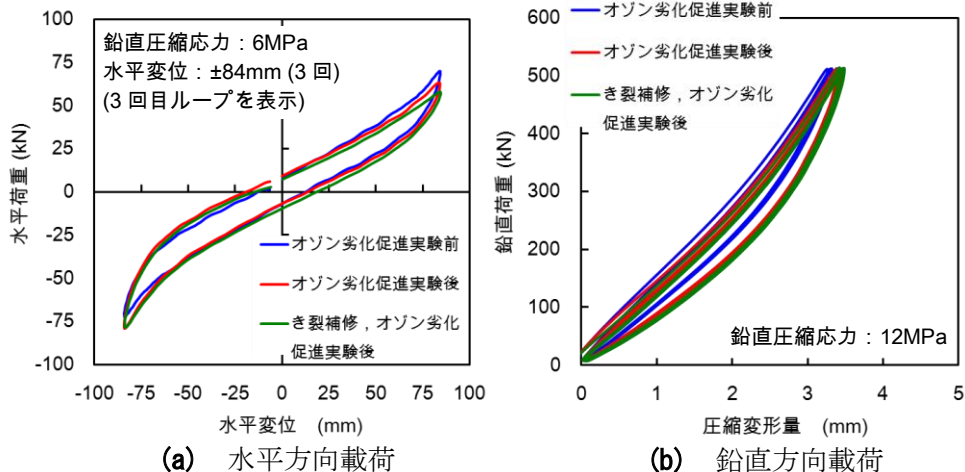 100
75
50
25
0
-25
-50
-75
-100
水平荷重 (kN)
鉛直圧縮応力：6MPa
水平変位：±84mm (3 回)
(3 回目ループを表示)
オゾン劣化促進実験前
オゾン劣化促進実験後
き裂補修，オゾン劣化
促進実験後
-100 -75 -50 -25 0 25 50 75 100
水平変位 (mm)
(a) 水平方向載荷
600
500
400
300
200
100
0
鉛直荷重 (kN)
オゾン劣化促進実験前
オゾン劣化促進実験後
き裂補修，オゾン劣化
促進実験後
鉛直圧縮応力：12MPa
0 1 2 3 4 5
圧縮変形量 (mm)
(b) 鉛直方向載荷